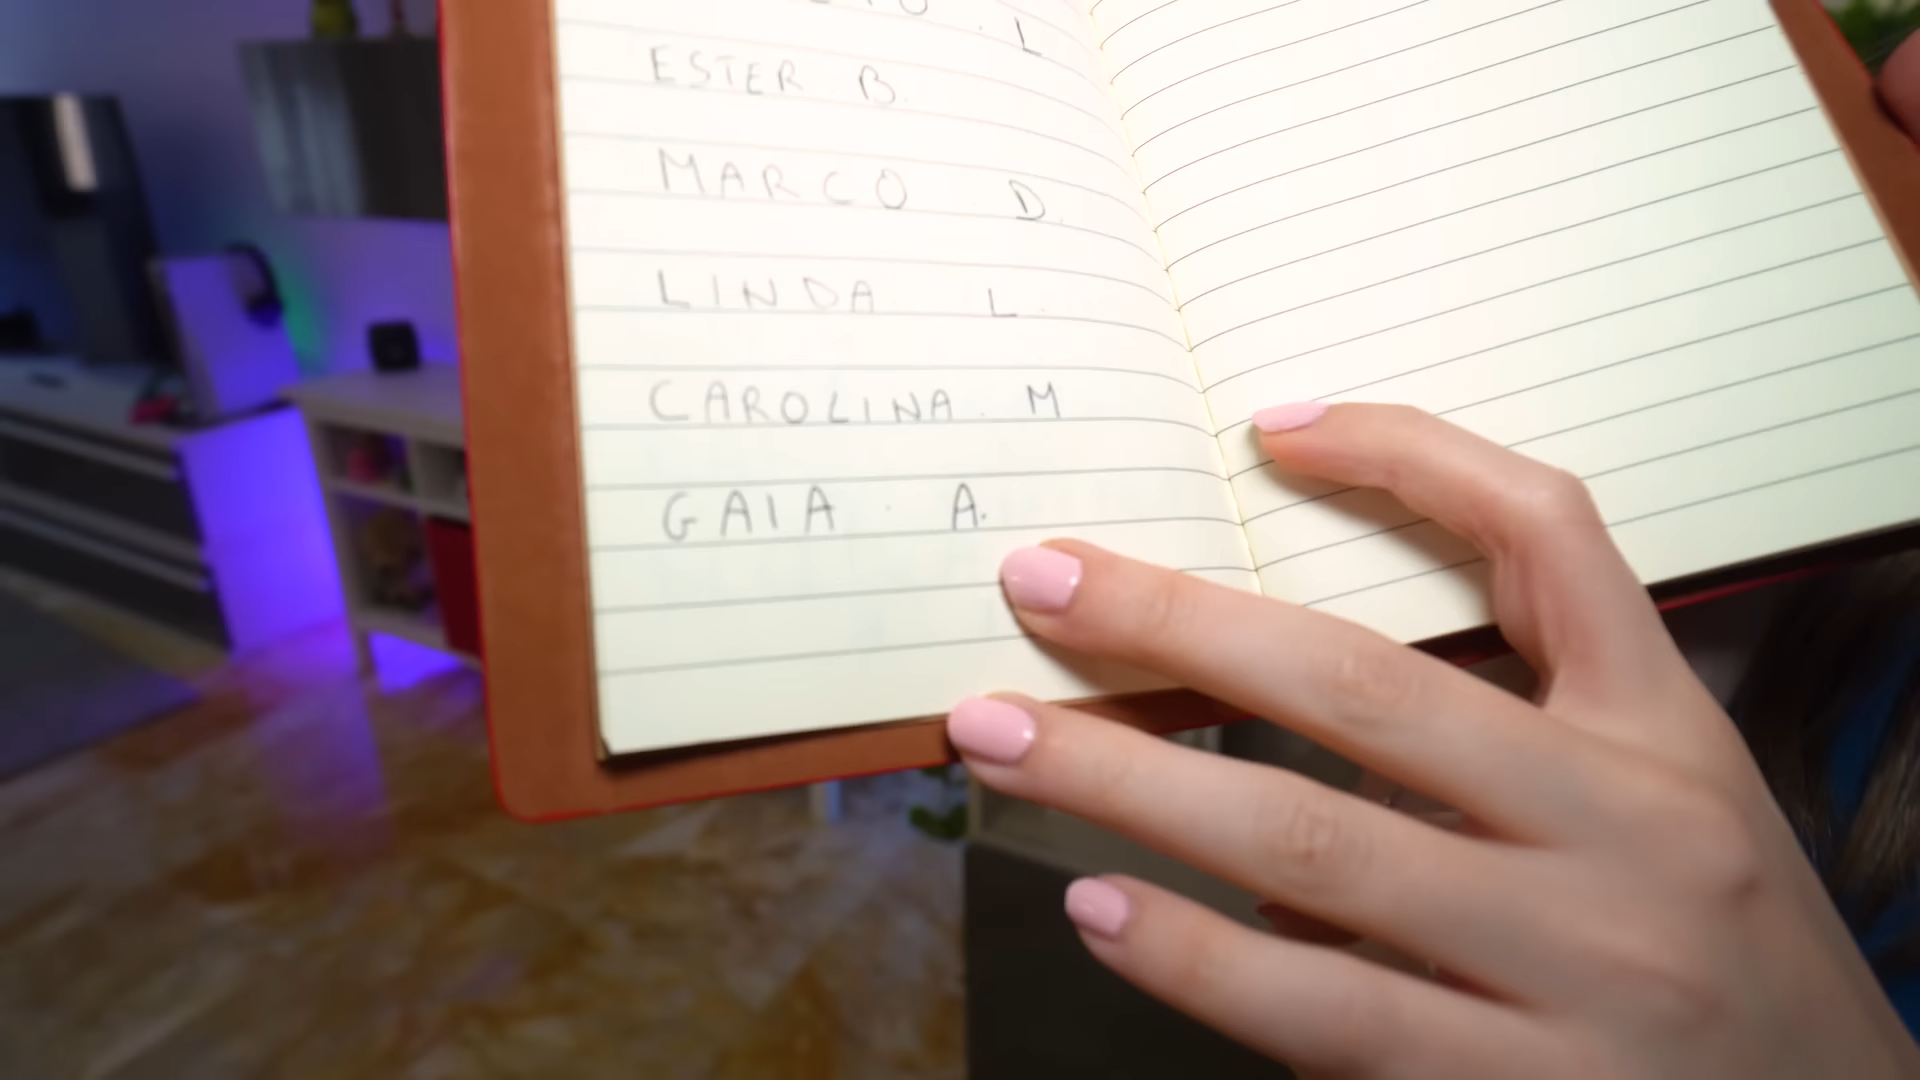 L
ESTER B.
MARCO D.
LINDA L.
CAROLINA. M
GAIA A.